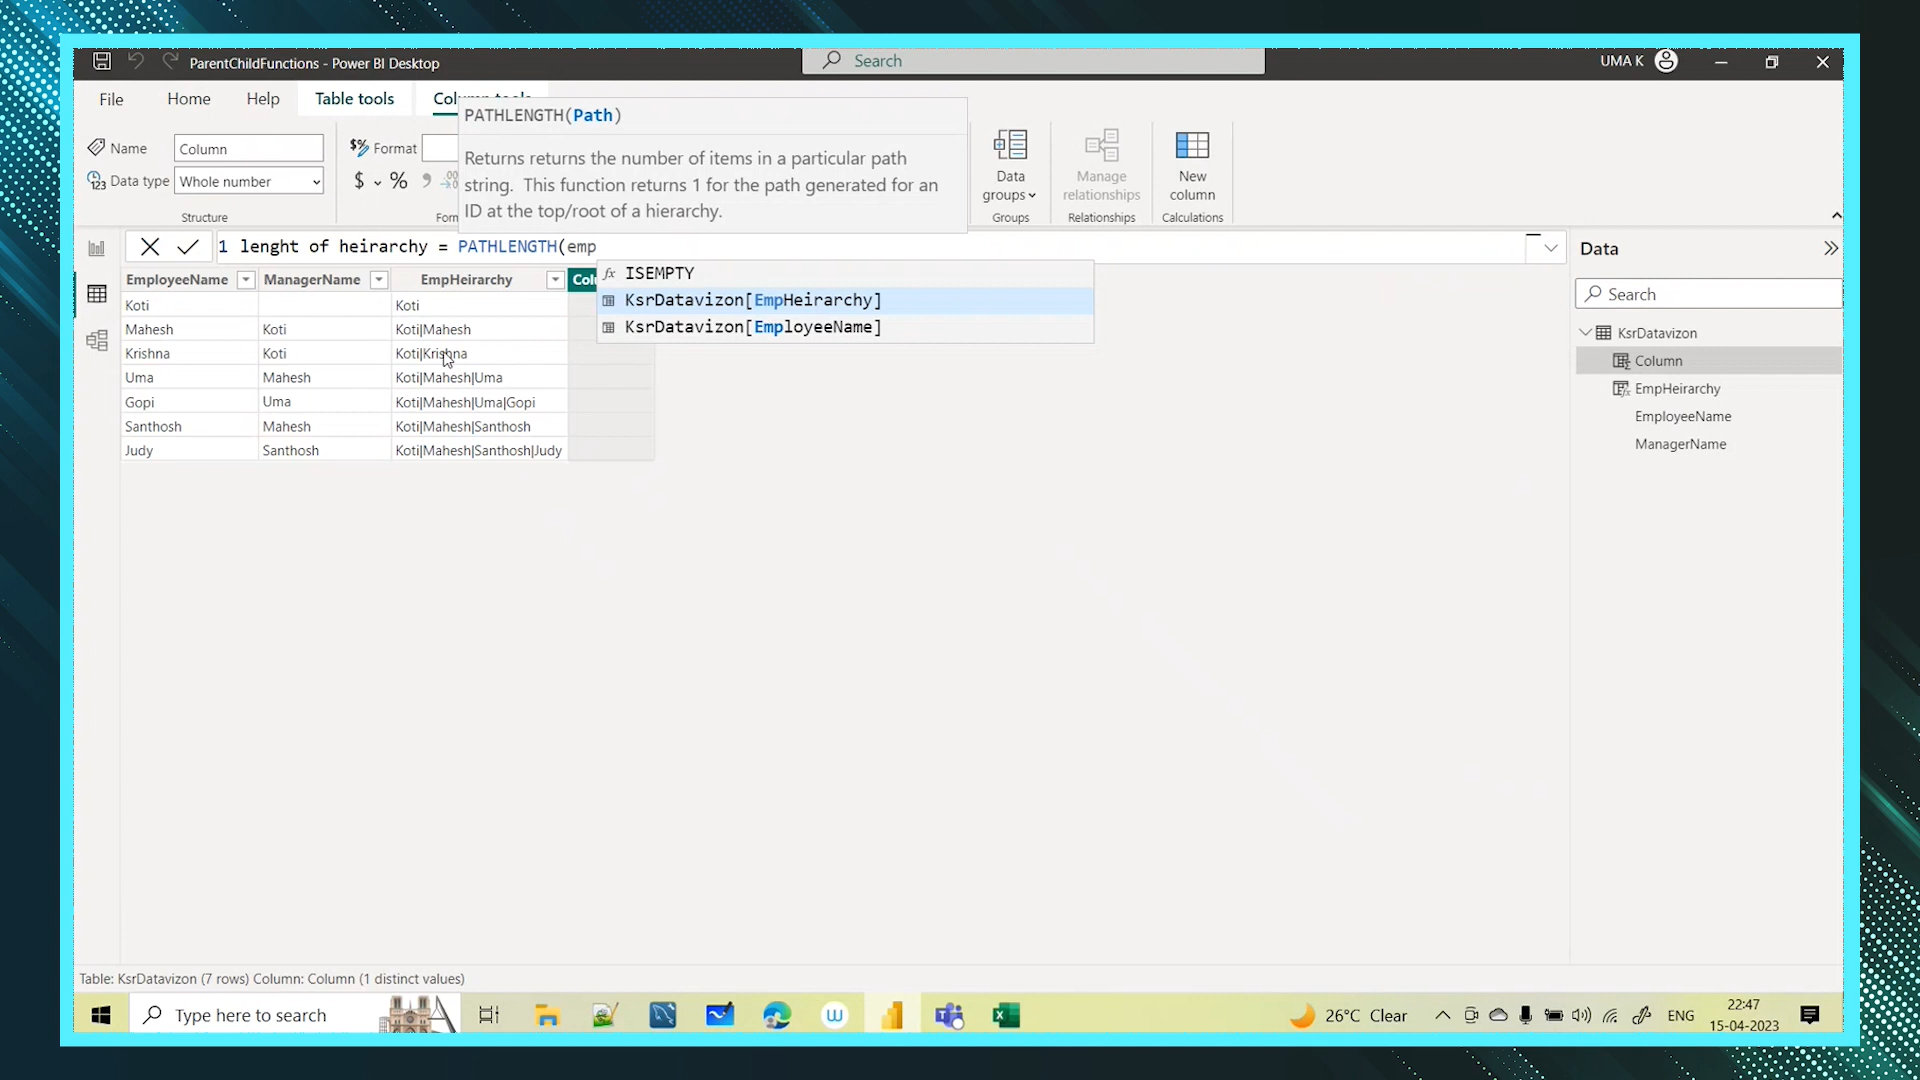 ParentChildFunctions - Power BI Desktop
Search
UMA K
File
Home
Help
Table tools
PATHLENGTH(Path)
Returns returns the number of items in a particular path
string. This function returns 1 for the path generated for an
ID at the top/root of a hierarchy.
Name
Column
$% Format
Data type
Whole number
$ %
Structure
Data
groups
Groups
Manage
relationships
Relationships
New
column
Calculations
1 lenght of heirarchy = PATHLENGTH(emp
ISEMPTY
KsrDatavizon[EmpHeirarchy]
KsrDatavizon[EmployeeName]
EmployeeName ManagerName EmpHeirarchy
Koti Koti
Mahesh Koti Koti|Mahesh
Krishna Koti Koti|Krishna
Uma Mahesh Koti|Mahesh|Uma
Gopi Uma Koti|Mahesh|Uma|Gopi
Santhosh Mahesh Koti|Mahesh|Santhosh
Judy Santhosh Koti|Mahesh|Santhosh|Judy
Data
Search
KsrDatavizon
Column
EmpHeirarchy
EmployeeName
ManagerName
Table: KsrDatavizon (7 rows) Column: Column (1 distinct values)
Type here to search
26°C Clear
ENG
22:47
15-04-2023